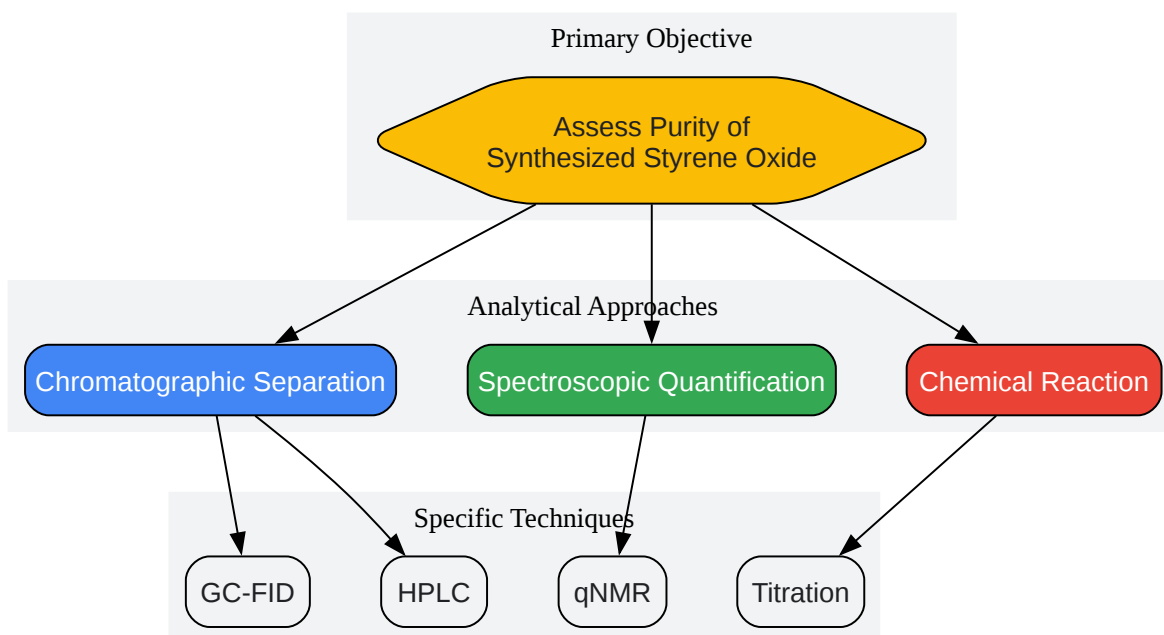 Primary Objective
Assess Purity of
Synthesized Styrene Oxide
Analytical Approaches
Chromatographic Separation
Spectroscopic Quantification
Chemical Reaction
Specific Techniques
GC-FID
HPLC
qNMR
Titration